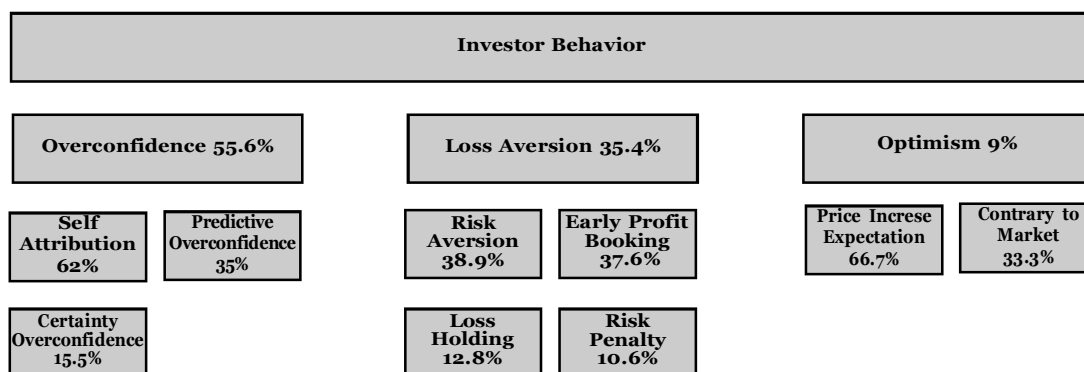 Investor Behavior
Overconfidence 55.6%
Loss Aversion 35.4%
Optimism 9%
Self
Attribution
62%
Predictive
Overconfidence
35%
Risk
Aversion
38.9%
Early Profit
Booking
37.6%
Price Increse
Expectation
66.7%
Contrary to
Market
33.3%
Certainty
Overconfidence
15.5%
Loss
Holding
12.8%
Risk
Penalty
10.6%